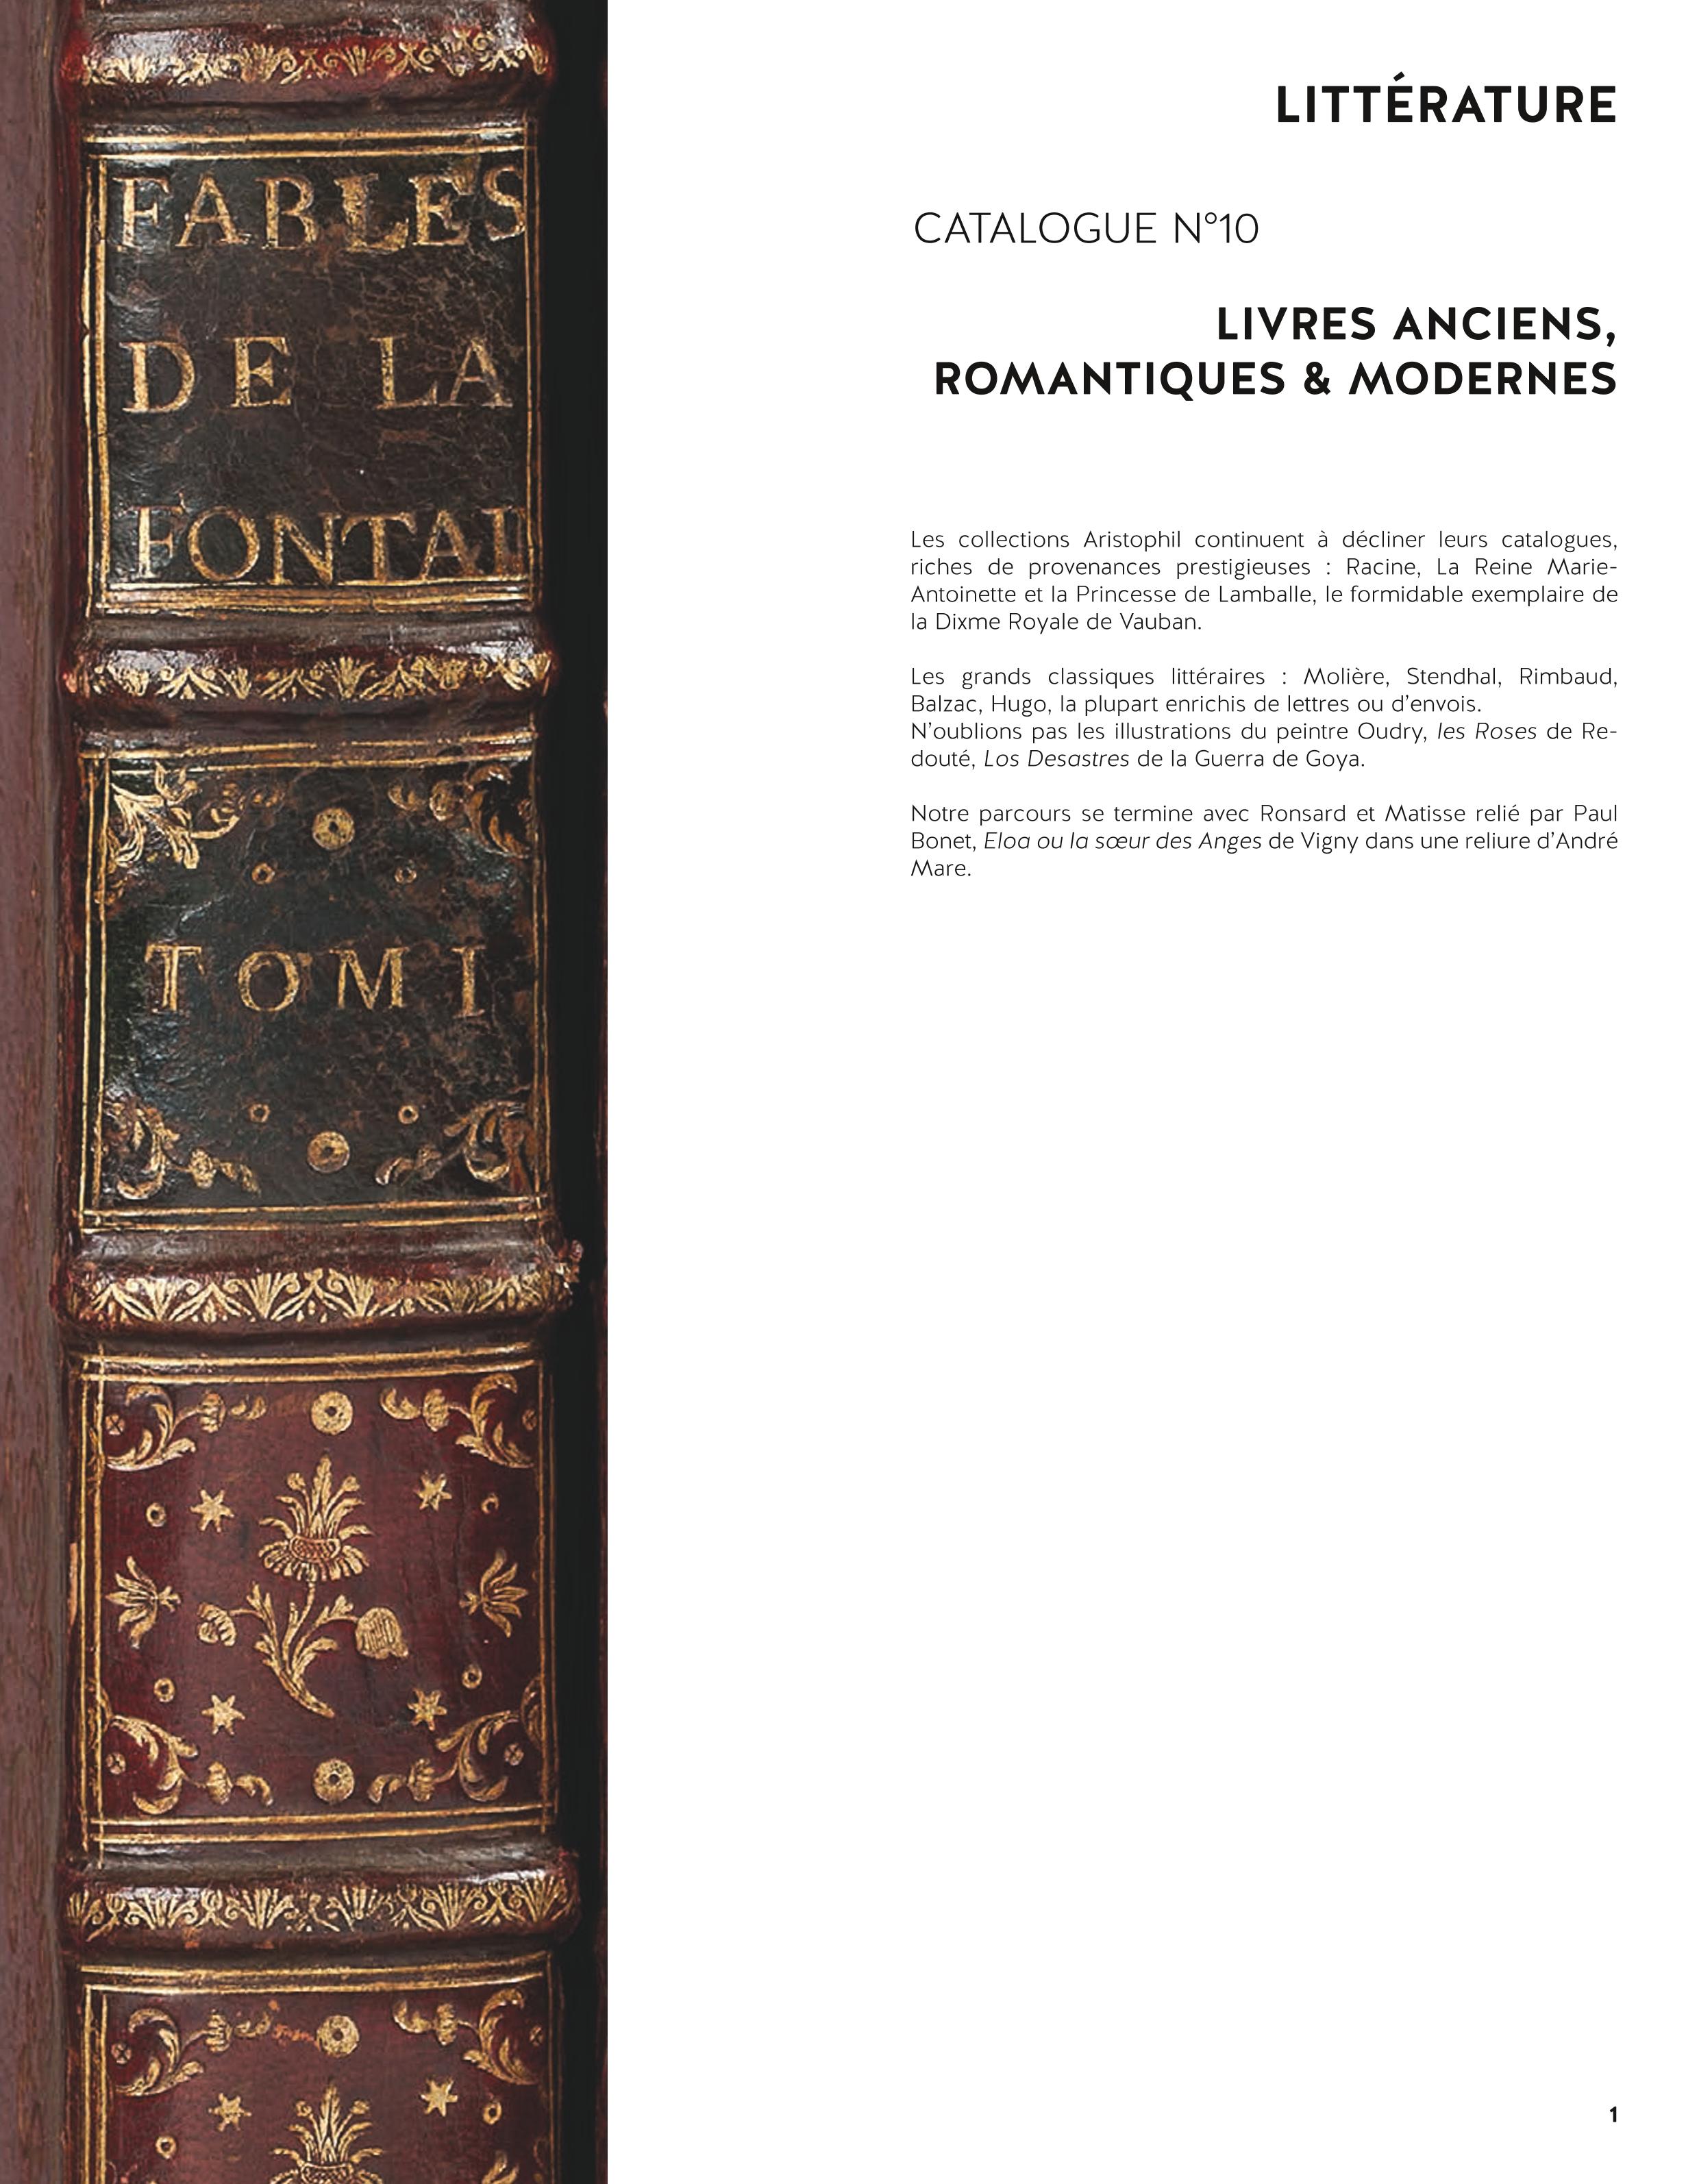 FABLES
DE LA
FONTAI
TOM I
LITTÉRATURE
CATALOGUE N°10
LIVRES ANCIENS,
ROMANTIQUES & MODERNES
Les collections Aristophil continuent à décliner leurs catalogues,
riches de provenances prestigieuses : Racine, La Reine Marie-
Antoinette et la Princesse de Lamballe, le formidable exemplaire de
la Dixme Royale de Vauban.
Les grands classiques littéraires : Molière, Stendhal, Rimbaud,
Balzac, Hugo, la plupart enrichis de lettres ou d’envois.
N’oublions pas les illustrations du peintre Oudry, les Roses de Re-
douté, Los Desastres de la Guerra de Goya.
Notre parcours se termine avec Ronsard et Matisse relié par Paul
Bonet, Eloa ou la sœur des Anges de Vigny dans une reliure d’André
Mare.
1